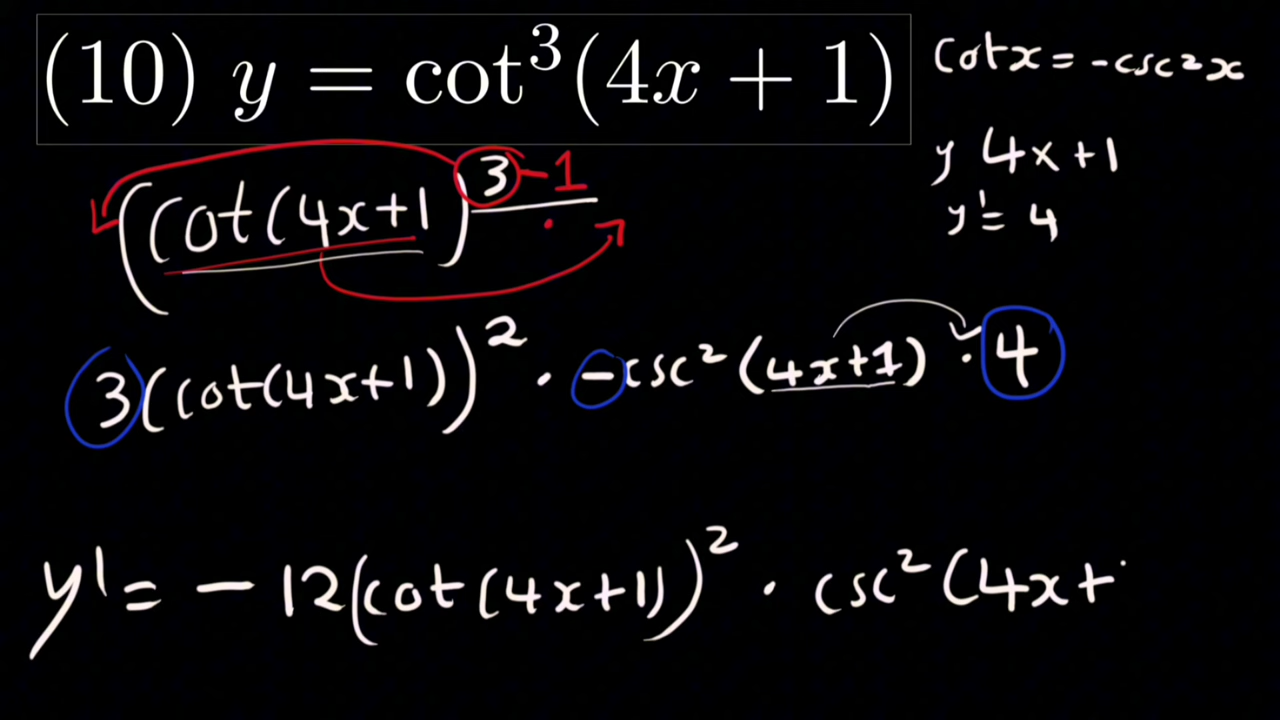 (10) y = cot³(4x + 1)
cotx = -csc²x
y 4x+1
y' = 4
(cot(4x+1)^3-1 ·
3(cot(4x+1))² · -csc²(4x+1) · 4
y' = -12(cot(4x+1))² · csc²(4x+